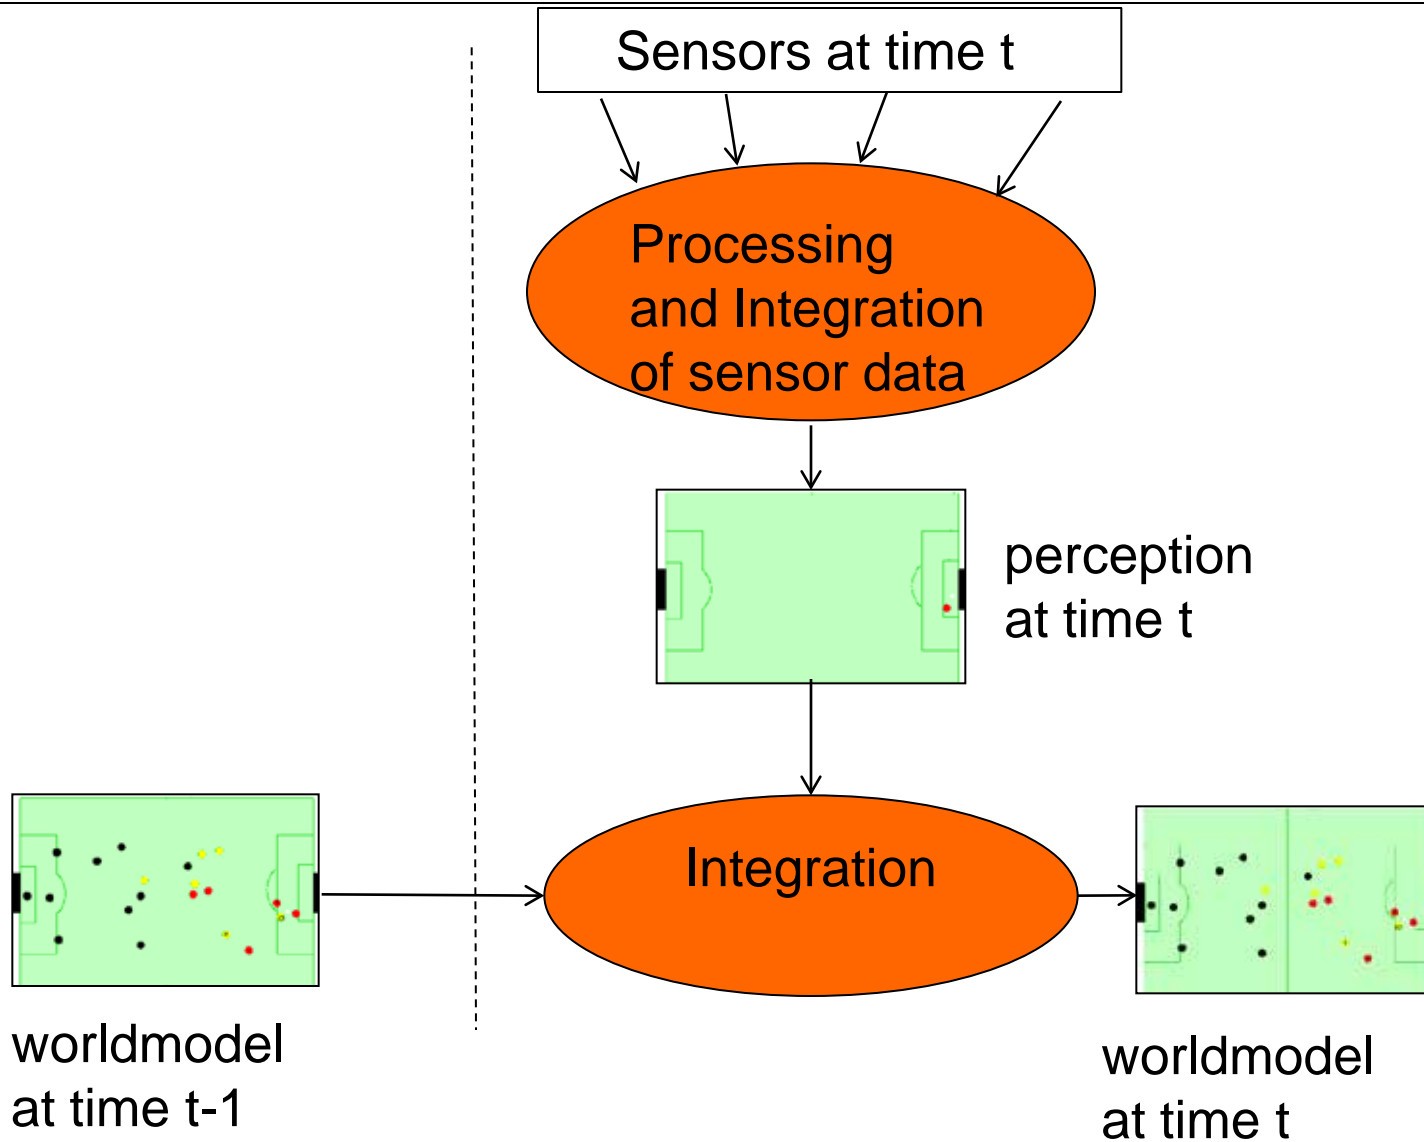 Sensors at time t
Processing
and Integration
of sensor data
perception
at time t
Integration
worldmodel
at time t-1
worldmodel
at time t